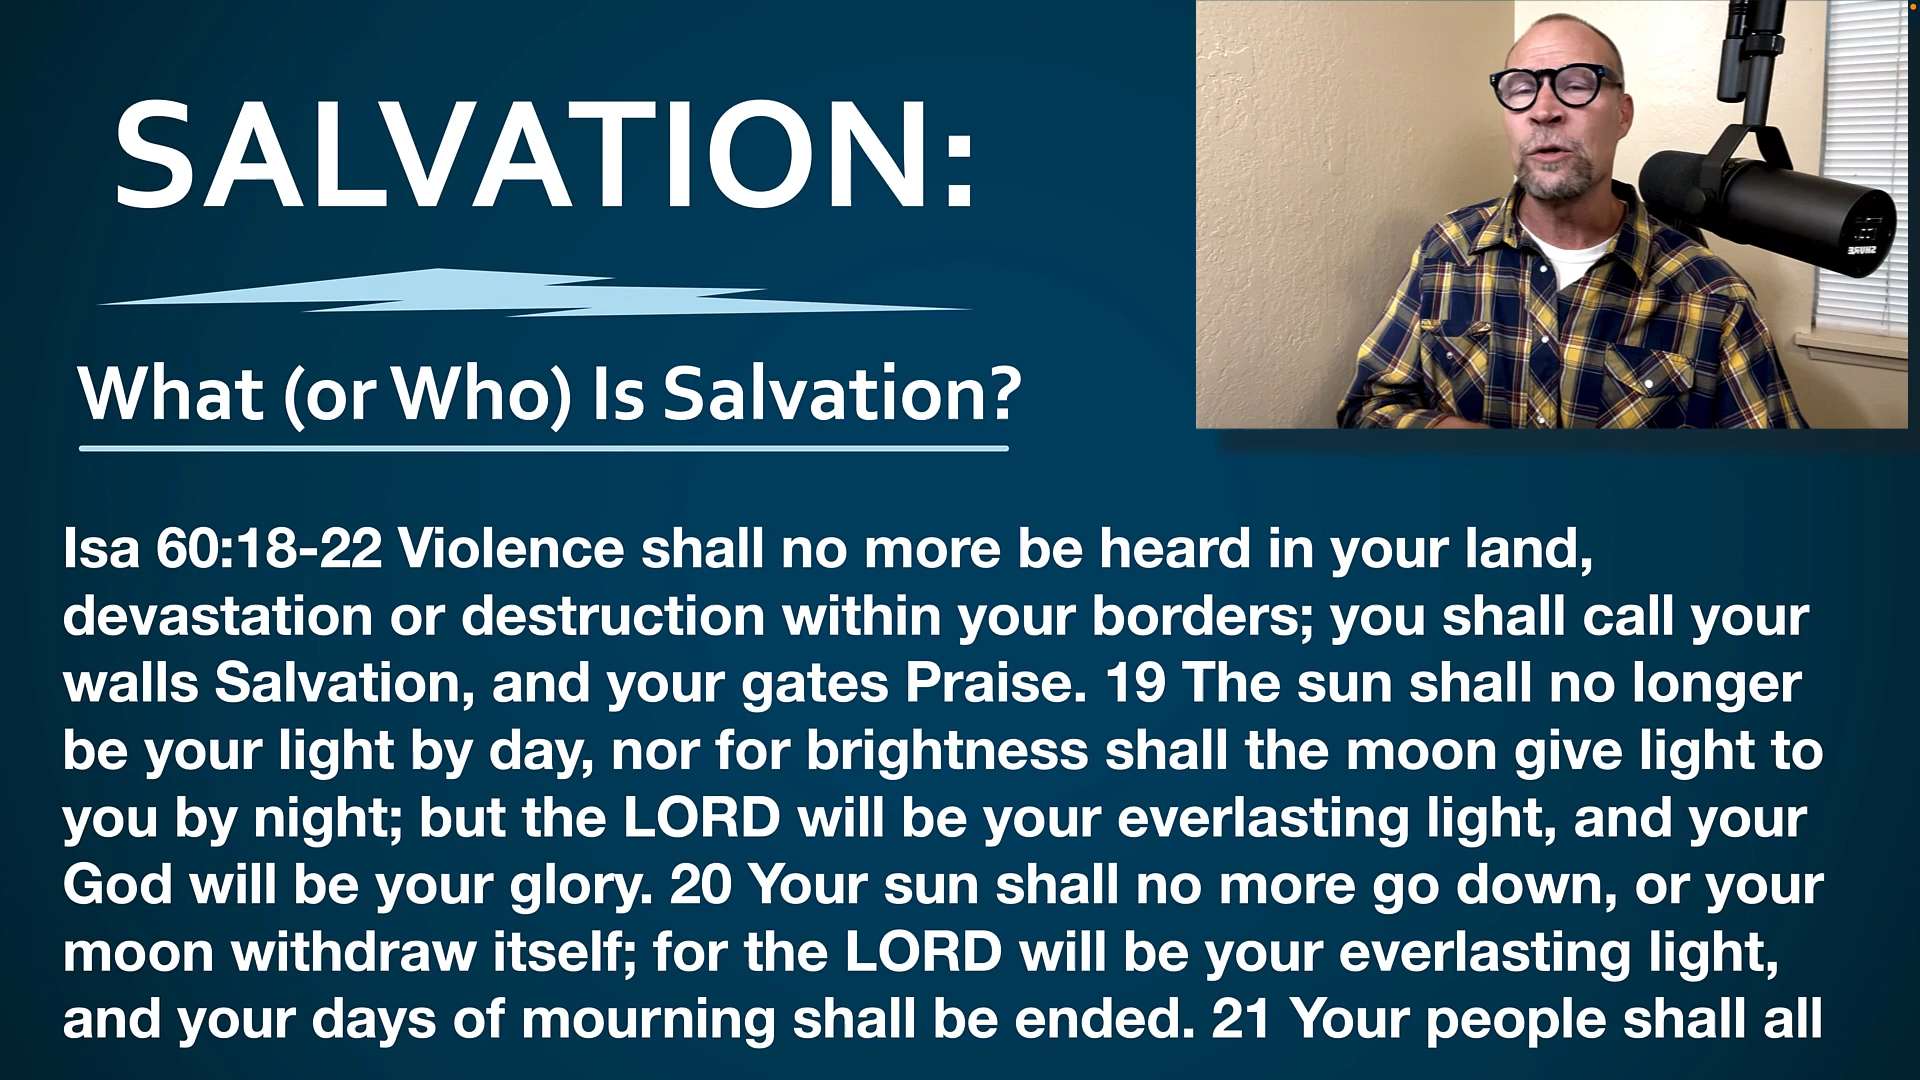 SALVATION:
What (or Who) Is Salvation?
Isa 60:18-22 Violence shall no more be heard in your land,
devastation or destruction within your borders; you shall call your
walls Salvation, and your gates Praise. 19 The sun shall no longer
be your light by day, nor for brightness shall the moon give light to
you by night; but the LORD will be your everlasting light, and your
God will be your glory. 20 Your sun shall no more go down, or your
moon withdraw itself; for the LORD will be your everlasting light,
and your days of mourning shall be ended. 21 Your people shall all
SHURE